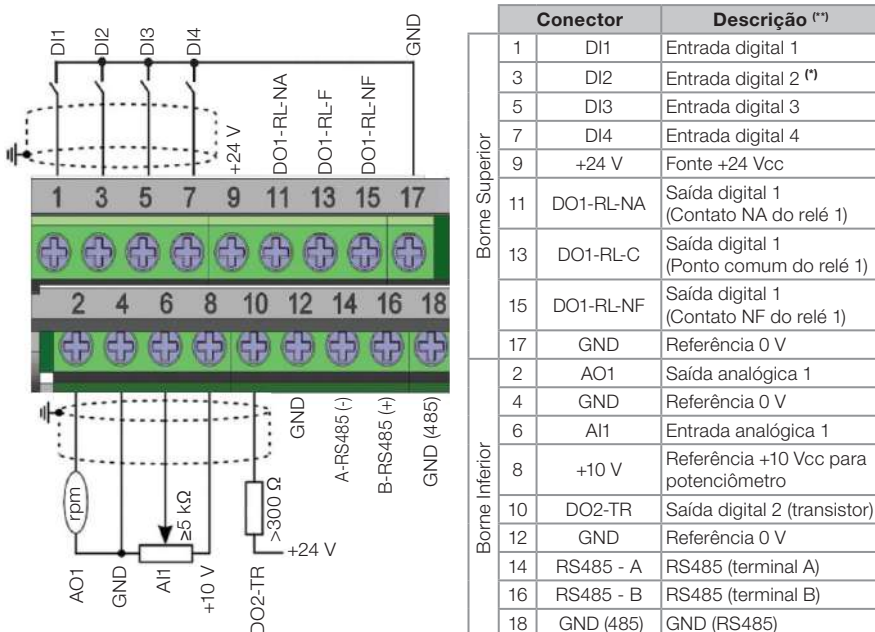 DI1
DI2
DI3
DI4
GND
+24 V
DO1-RL-NA
DO1-RL-F
DO1-RL-NF
1 3 5 7 9 11 13 15 17
2 4 6 8 10 12 14 16 18
rpm
≥5 kΩ
>300 Ω
+24 V
AO1
GND
AI1
+10 V
DO2-TR
GND
A-RS485 (-)
B-RS485 (+)
GND (485)
Conector Descrição (**)
Borne Superior
1 DI1 Entrada digital 1
3 DI2 Entrada digital 2 (*)
5 DI3 Entrada digital 3
7 DI4 Entrada digital 4
9 +24 V Fonte +24 Vcc
11 DO1-RL-NA Saída digital 1
(Contato NA do relé 1)
13 DO1-RL-C Saída digital 1
(Ponto comum do relé 1)
15 DO1-RL-NF Saída digital 1
(Contato NF do relé 1)
17 GND Referência 0 V
Borne Inferior
2 AO1 Saída analógica 1
4 GND Referência 0 V
6 AI1 Entrada analógica 1
8 +10 V Referência +10 Vcc para
potenciômetro
10 DO2-TR Saída digital 2 (transistor)
12 GND Referência 0 V
14 RS485 - A RS485 (terminal A)
16 RS485 - B RS485 (terminal B)
18 GND (485) GND (RS485)